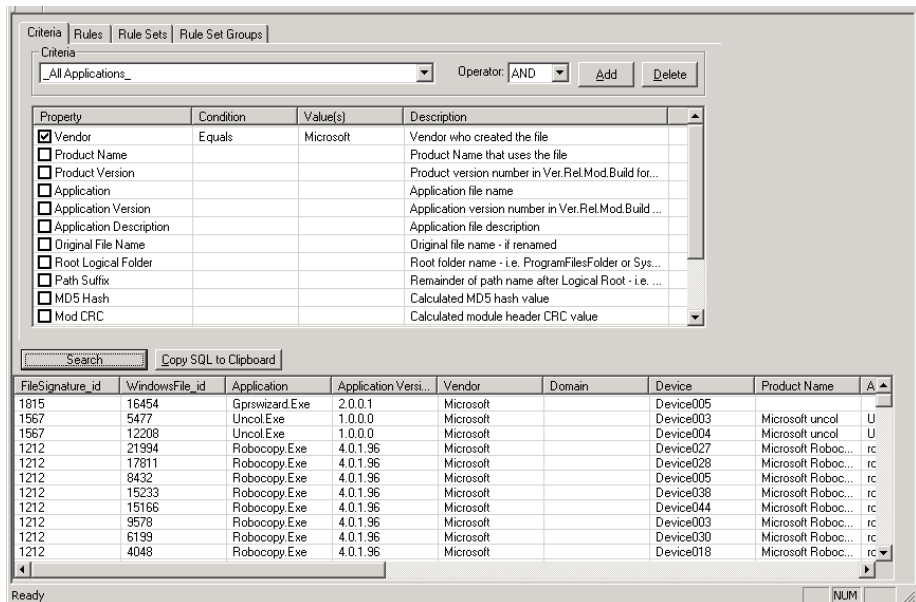 Criteria Rules Rule Sets Rule Set Groups
Criteria
_All Applications_ Operator: AND Add Delete
Property Condition Value(s) Description
Vendor Equals Microsoft Vendor who created the file
Product Name Product Name that uses the file
Product Version Product version number in Ver.Rel.Mod.Build for...
Application Application file name
Application Version Application version number in Ver.Rel.Mod.Build ...
Application Description Application file description
Original File Name Original file name - if renamed
Root Logical Folder Root folder name - i.e. ProgramFilesFolder or Sys...
Path Suffix Remainder of path name after Logical Root - i.e. ...
MD5 Hash Calculated MD5 hash value
Mod CRC Calculated module header CRC value
Search Copy SQL to Clipboard
FileSignature_id WindowsFile_id Application Application Versi... Vendor Domain Device Product Name A
1815 16454 Gprswizard.Exe 2.0.0.1 Microsoft Device005
1567 5477 Uncol.Exe 1.0.0.0 Microsoft Device003 Microsoft uncol U
1567 12208 Uncol.Exe 1.0.0.0 Microsoft Device004 Microsoft uncol U
1212 21994 Robocopy.Exe 4.0.1.96 Microsoft Device027 Microsoft Roboc... rc
1212 17811 Robocopy.Exe 4.0.1.96 Microsoft Device028 Microsoft Roboc... rc
1212 8432 Robocopy.Exe 4.0.1.96 Microsoft Device005 Microsoft Roboc... rc
1212 15233 Robocopy.Exe 4.0.1.96 Microsoft Device038 Microsoft Roboc... rc
1212 15166 Robocopy.Exe 4.0.1.96 Microsoft Device044 Microsoft Roboc... rc
1212 9578 Robocopy.Exe 4.0.1.96 Microsoft Device003 Microsoft Roboc... rc
1212 6199 Robocopy.Exe 4.0.1.96 Microsoft Device030 Microsoft Roboc... rc
1212 4048 Robocopy.Exe 4.0.1.96 Microsoft Device018 Microsoft Roboc... rc
Ready NUM